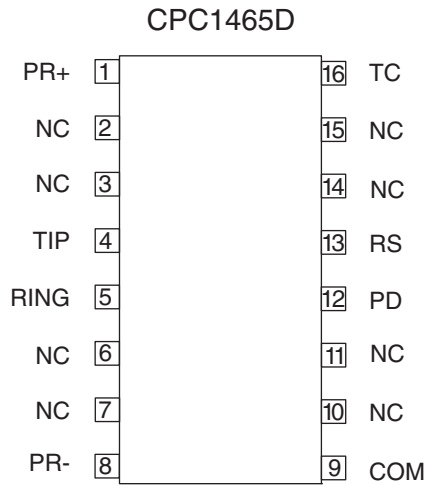 CPC1465D
PR+ 1 16 TC
NC 2 15 NC
NC 3 14 NC
TIP 4 13 RS
RING 5 12 PD
NC 6 11 NC
NC 7 10 NC
PR- 8 9 COM